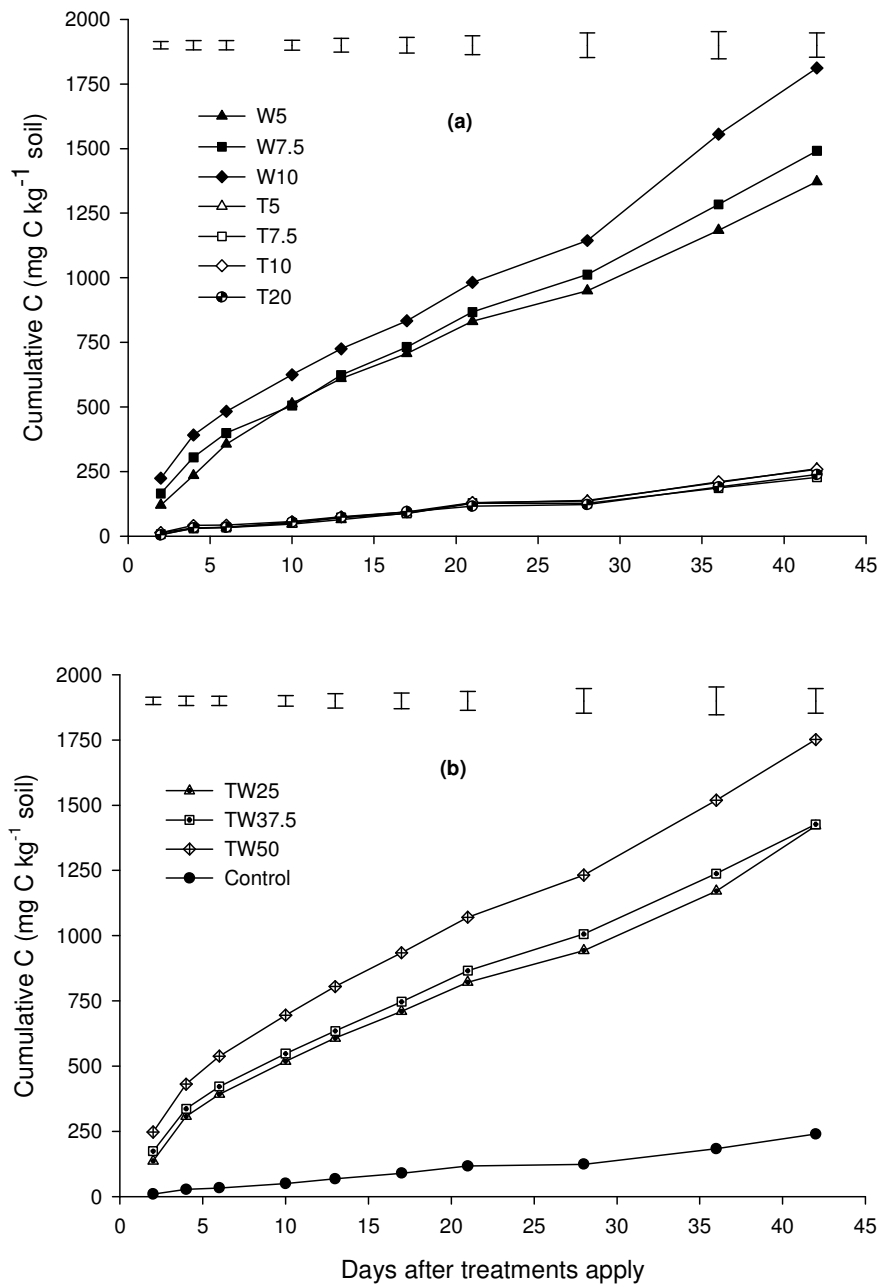 2000
1750
1500
1250
1000
750
500
250
0
Cumulative C (mg C kg-1 soil)
(a)
W5
W7.5
W10
T5
T7.5
T10
T20
0 5 10 15 20 25 30 35 40 45
2000
1750
1500
1250
1000
750
500
250
0
Cumulative C (mg C kg-1 soil)
(b)
TW25
TW37.5
TW50
Control
0 5 10 15 20 25 30 35 40 45
Days after treatments apply